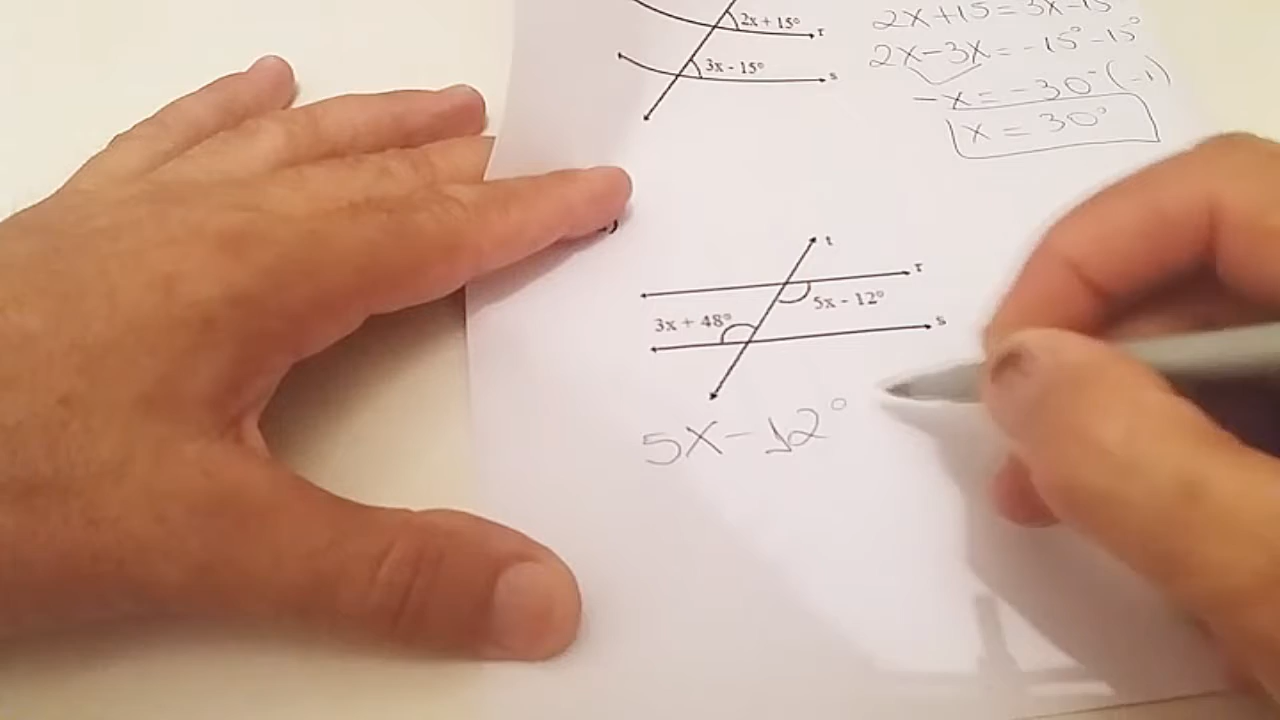 2x + 15° r
3x - 15° s
2x+15=3x-15°
2x-3x=-15°-15°
-x=-30°(-1)
x=30°
t
r
5x - 12°
3x + 48° s
5x-12°